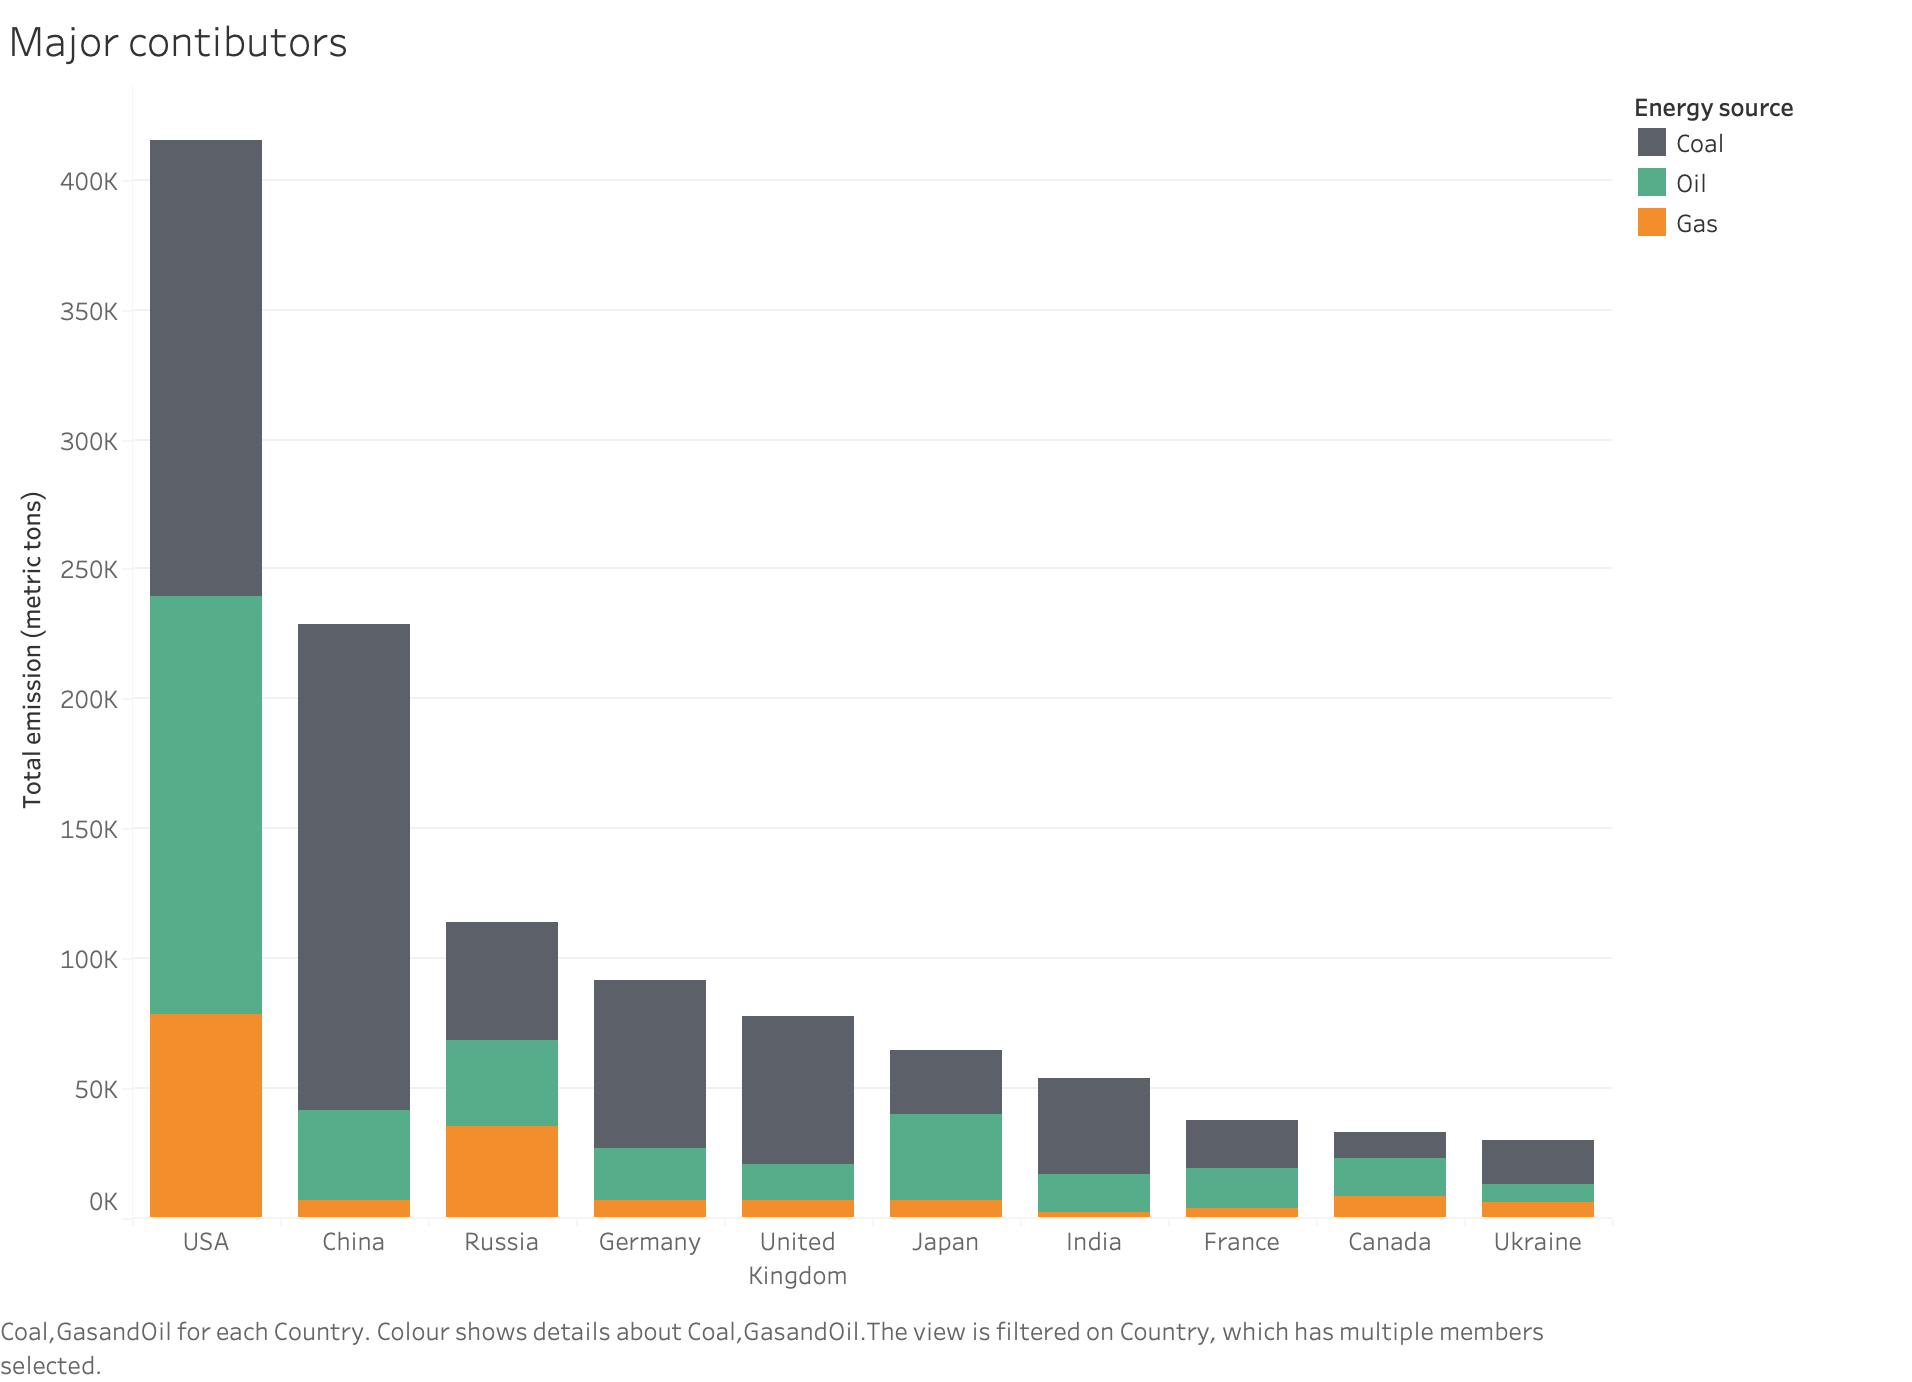 Major contibutors
Energy source
Coal
Oil
Gas
Total emission (metric tons)
400K
350K
300K
250K
200K
150K
100K
50K
0K
USA
China
Russia
Germany
United
Kingdom
Japan
India
France
Canada
Ukraine
Coal,GasandOil for each Country. Colour shows details about Coal,GasandOil.The view is filtered on Country, which has multiple members
selected.